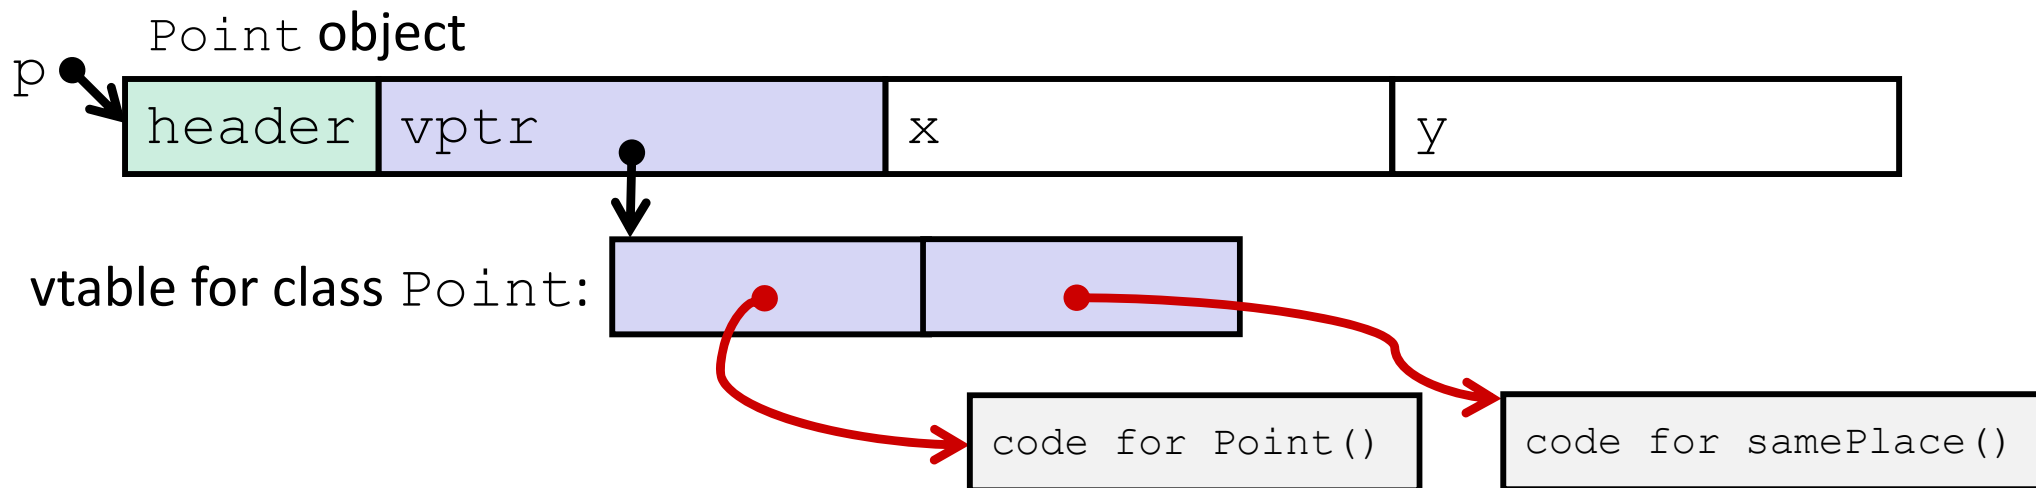 Point object
p
header vptr x y
vtable for class Point:
code for Point() code for samePlace()